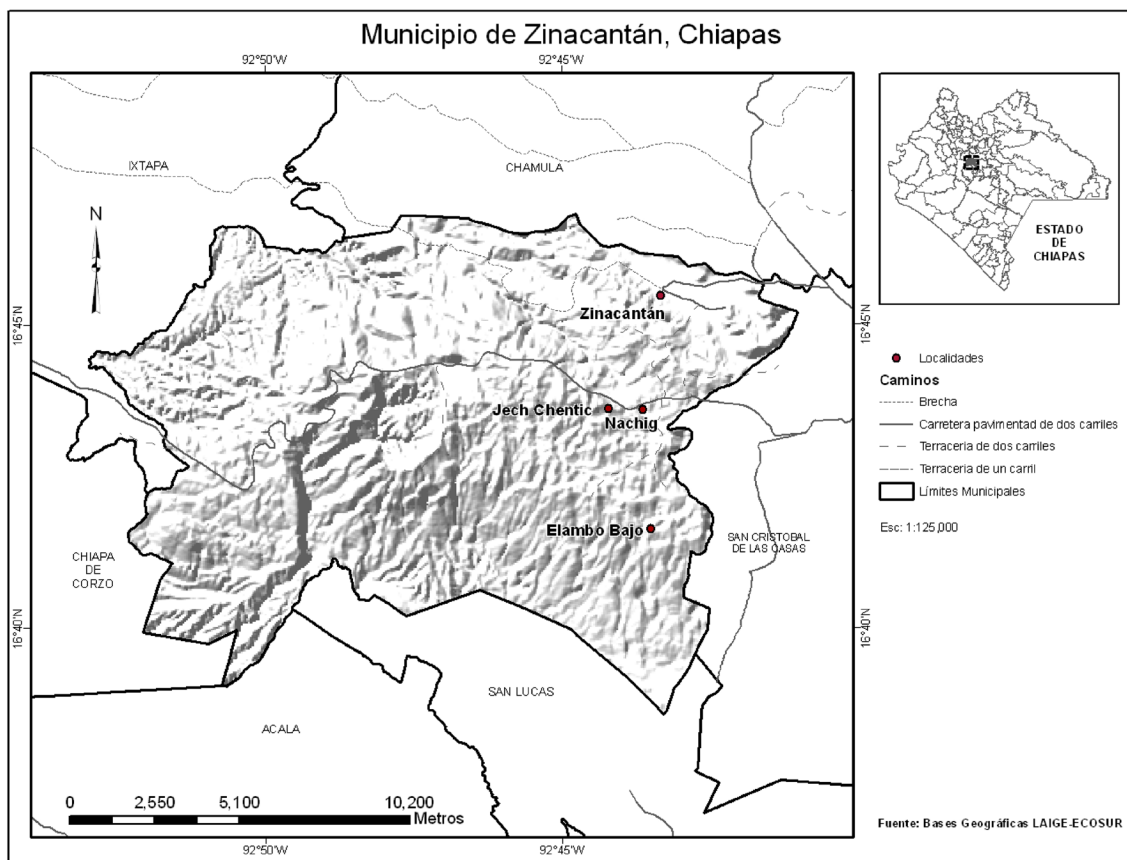 Municipio de Zinacantán, Chiapas
92°50'W
92°45'W
IXTAPA
CHAMULA
N
16°45'N
16°45'N
Zinacantán
Jech Chentic
Nachig
Elambo Bajo
SAN CRISTOBAL
DE LAS CASAS
CHIAPA
DE
CORZO
16°40'N
16°40'N
SAN LUCAS
ACALA
0 2,550 5,100 10,200
Metros
92°50'W
92°45'W
ESTADO
DE
CHIAPAS
Localidades
Caminos
Brecha
Carretera pavimentad de dos carriles
Terraceria de dos carriles
Terraceria de un carril
Límites Municipales
Esc: 1:125,000
Fuente: Bases Geográficas LAIGE-ECOSUR